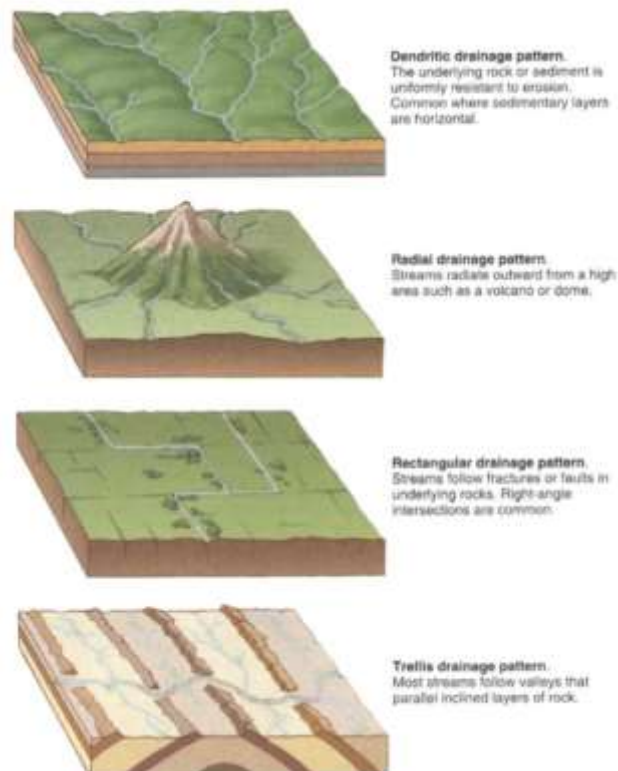 Dendritic drainage pattern.
The underlying rock or sediment is
uniformly resistant to erosion.
Common where sedimentary layers
are horizontal.
Radial drainage pattern.
Streams radiate outward from a high
area such as a volcano or dome.
Rectangular drainage pattern.
Streams follow fractures or faults in
underlying rocks. Right-angle
intersections are common.
Trellis drainage pattern.
Most streams follow valleys that
parallel inclined layers of rock.